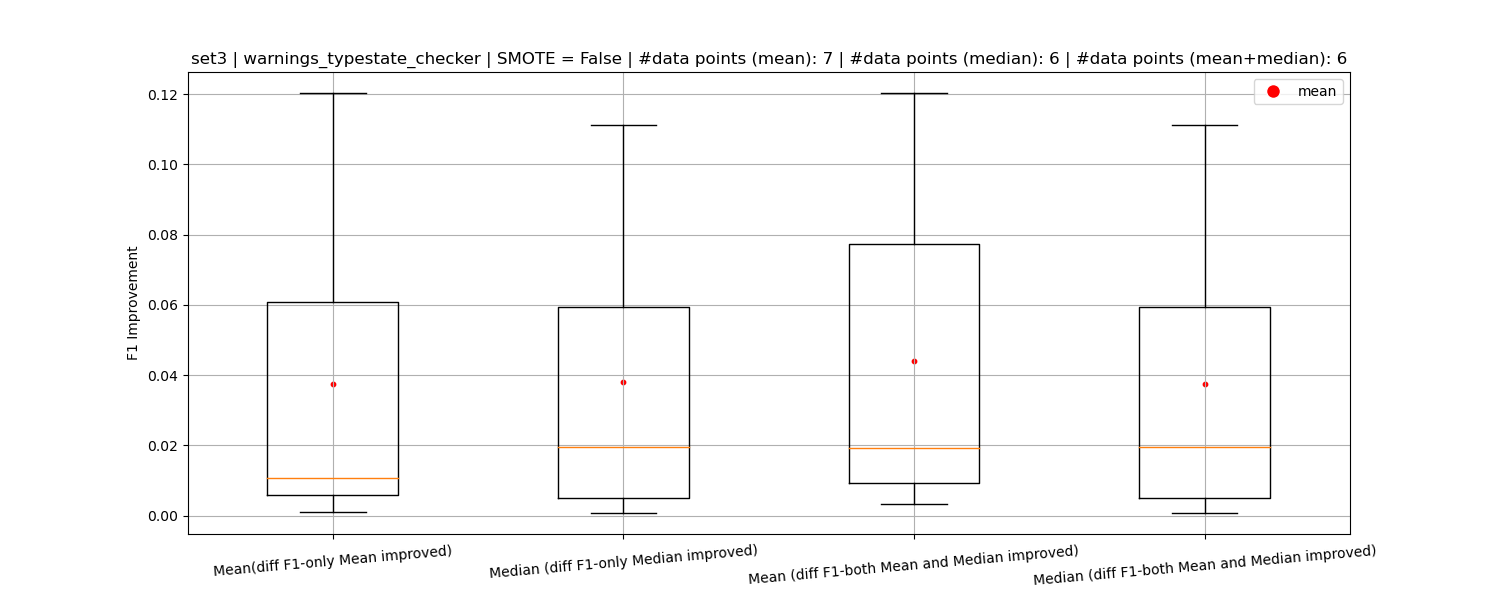 set3 | warnings_typestate_checker | SMOTE = False | #data points (mean): 7 | #data points (median): 6 | #data points (mean+median): 6
mean
F1 Improvement
0.12
0.10
0.08
0.06
0.04
0.02
0.00
Mean(diff F1-only Mean improved)
Median (diff F1-only Median improved)
Mean (diff F1-both Mean and Median improved)
Median (diff F1-both Mean and Median improved)